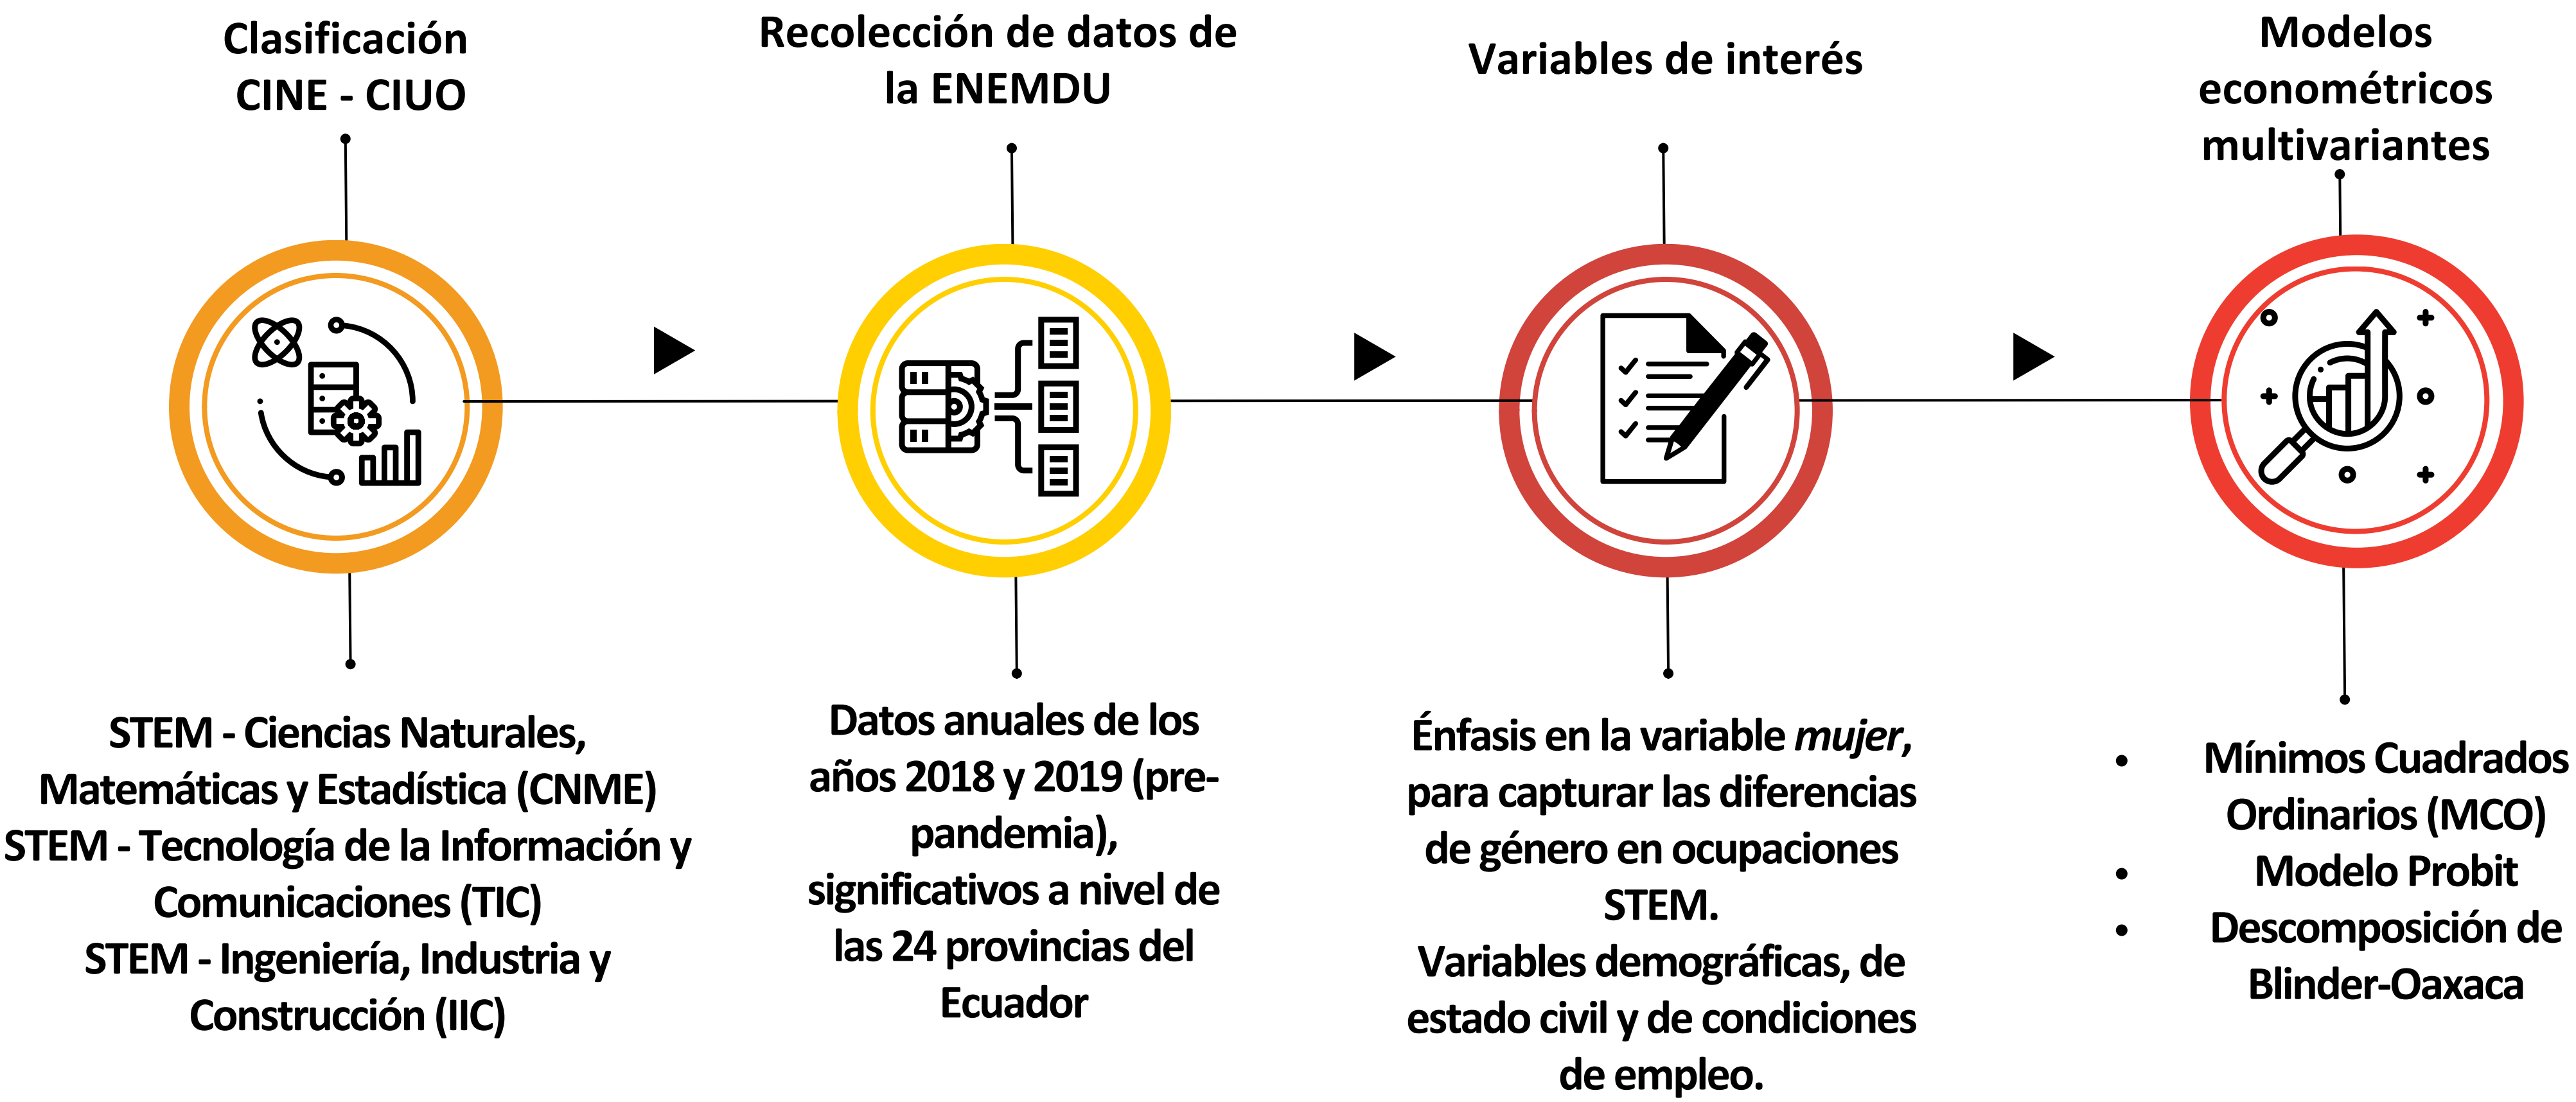 Clasificación
CINE - CIUO
STEM - Ciencias Naturales,
Matemáticas y Estadística (CNME)
STEM - Tecnología de la Información y
Comunicaciones (TIC)
STEM - Ingeniería, Industria y
Construcción (IIC)
Recolección de datos de
la ENEMDU
Datos anuales de los
años 2018 y 2019 (pre-
pandemia),
significativos a nivel de
las 24 provincias del
Ecuador
Variables de interés
Énfasis en la variable mujer,
para capturar las diferencias
de género en ocupaciones
STEM.
Variables demográficas, de
estado civil y de condiciones
de empleo.
Modelos
econométricos
multivariantes
• Mínimos Cuadrados
Ordinarios (MCO)
• Modelo Probit
• Descomposición de
Blinder-Oaxaca